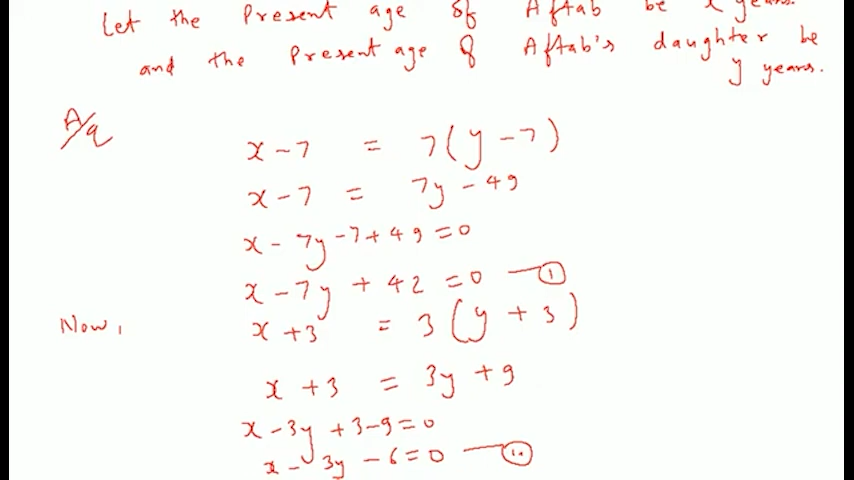 Let the Present age of Aftab be x years.
and the Present age of Aftab's daughter be
y years.
A/q
x - 7 = 7(y - 7)
x - 7 = 7y - 49
x - 7y - 7 + 49 = 0
x - 7y + 42 = 0 — (1)
Now, x + 3 = 3(y + 3)
x + 3 = 3y + 9
x - 3y + 3 - 9 = 0
x - 3y - 6 = 0 — (11)